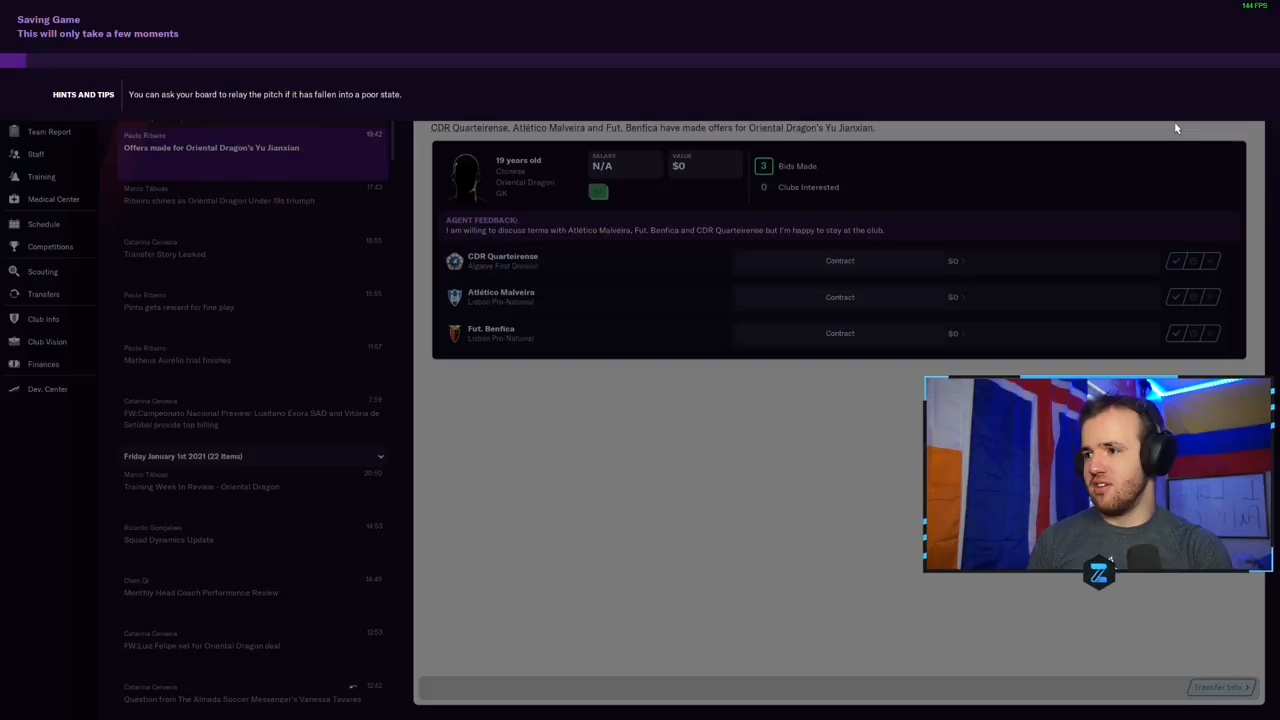 144 FPS
Saving Game
This will only take a few moments
HINTS AND TIPS
You can ask your board to relay the pitch if it has fallen into a poor state.
Team Report
Staff
Training
Medical Center
Schedule
Competitions
Scouting
Transfers
Club Info
Club Vision
Finances
Dev. Center
Paulo Ribeiro 19:42
Offers made for Oriental Dragon's Yu Jianxian
Marco Tábuas 17:43
Ribeiro shines as Oriental Dragon Under 19s triumph
Catarina Cerveira 16:55
Transfer Story Leaked
Paulo Ribeiro 15:55
Pinto gets reward for fine play
Paulo Ribeiro 11:57
Matheus Aurélio trial finishes
Catarina Cerveira 7:59
FW:Campeonato Nacional Preview: Lusitano Évora SAD and Vitória de
Setúbal provide top billing
Friday January 1st 2021 (22 items)
Marco Tábuas 20:50
Training Week In Review - Oriental Dragon
Ricardo Gonçalves 14:53
Squad Dynamics Update
Chen Qi 14:49
Monthly Head Coach Performance Review
Catarina Cerveira 12:53
FW:Luiz Felipe set for Oriental Dragon deal
Catarina Cerveira 12:42
Question from The Almada Soccer Messenger's Vanessa Tavares
CDR Quarteirense, Atlético Malveira and Fut. Benfica have made offers for Oriental Dragon's Yu Jianxian.
19 years old
Chinese
Oriental Dragon
GK
SALARY
N/A
VALUE
$0
3 Bids Made
0 Clubs Interested
AGENT FEEDBACK:
I am willing to discuss terms with Atlético Malveira, Fut. Benfica and CDR Quarteirense but I'm happy to stay at the club.
CDR Quarteirense
Algarve First Division
Contract $0
Atlético Malveira
Lisbon Pro-National
Contract $0
Fut. Benfica
Lisbon Pro-National
Contract $0
Z
Transfer Info